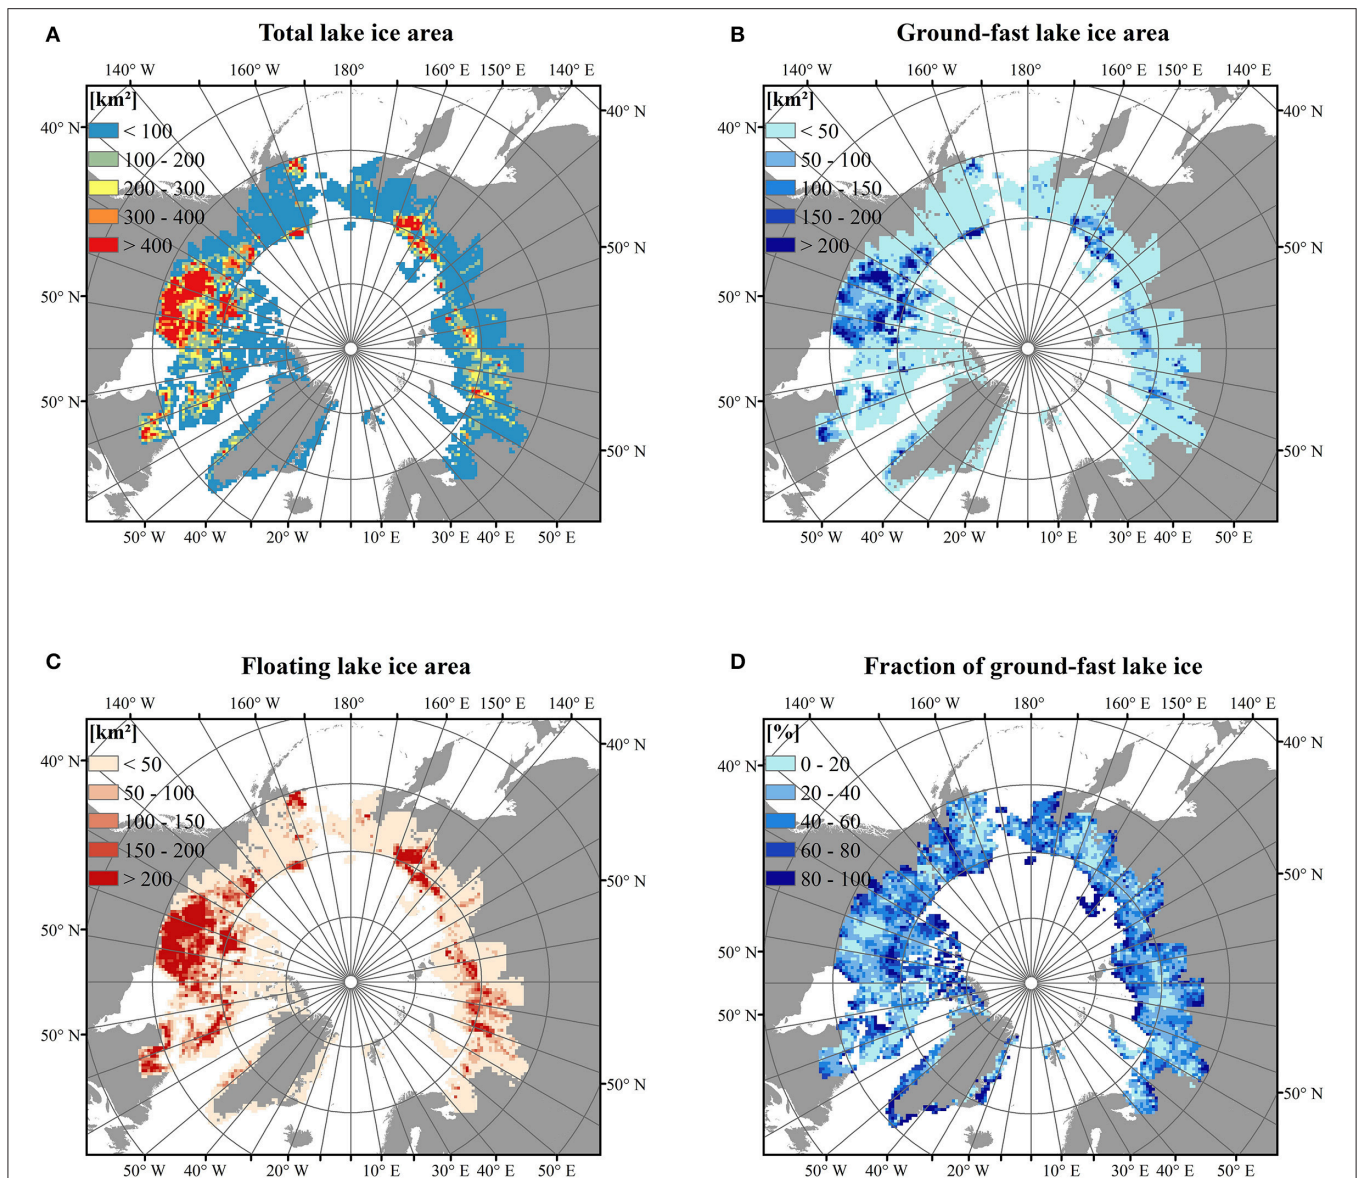 A
Total lake ice area
140° W 160° W 180° 160° E 150° E 140° E
[km²]
< 100
100 - 200
200 - 300
300 - 400
> 400
40° N
50° N
50° N
40° N
50° N
50° N
50° W 40° W 20° W 10° E 30° E 40° E 50° E
B
Ground-fast lake ice area
140° W 160° W 180° 160° E 150° E 140° E
[km²]
< 50
50 - 100
100 - 150
150 - 200
> 200
40° N
50° N
50° N
40° N
50° N
50° N
50° W 40° W 20° W 10° E 30° E 40° E 50° E
C
Floating lake ice area
140° W 160° W 180 160° E 150° E 140° E
[km²]
< 50
50 - 100
100 - 150
150 - 200
> 200
40° N
50° N
50° N
40° N
50° N
50° N
50° W 40° W 20° W 10° E 30° E 40° E 50° E
D
Fraction of ground-fast lake ice
140° W 160° W 180° 160° E 150° E 140° E
[%]
0 - 20
20 - 40
40 - 60
60 - 80
80 - 100
40° N
50° N
50° N
40° N
50° N
50° N
50° W 40° W 20° W 10° E 30° E 40° E 50° E